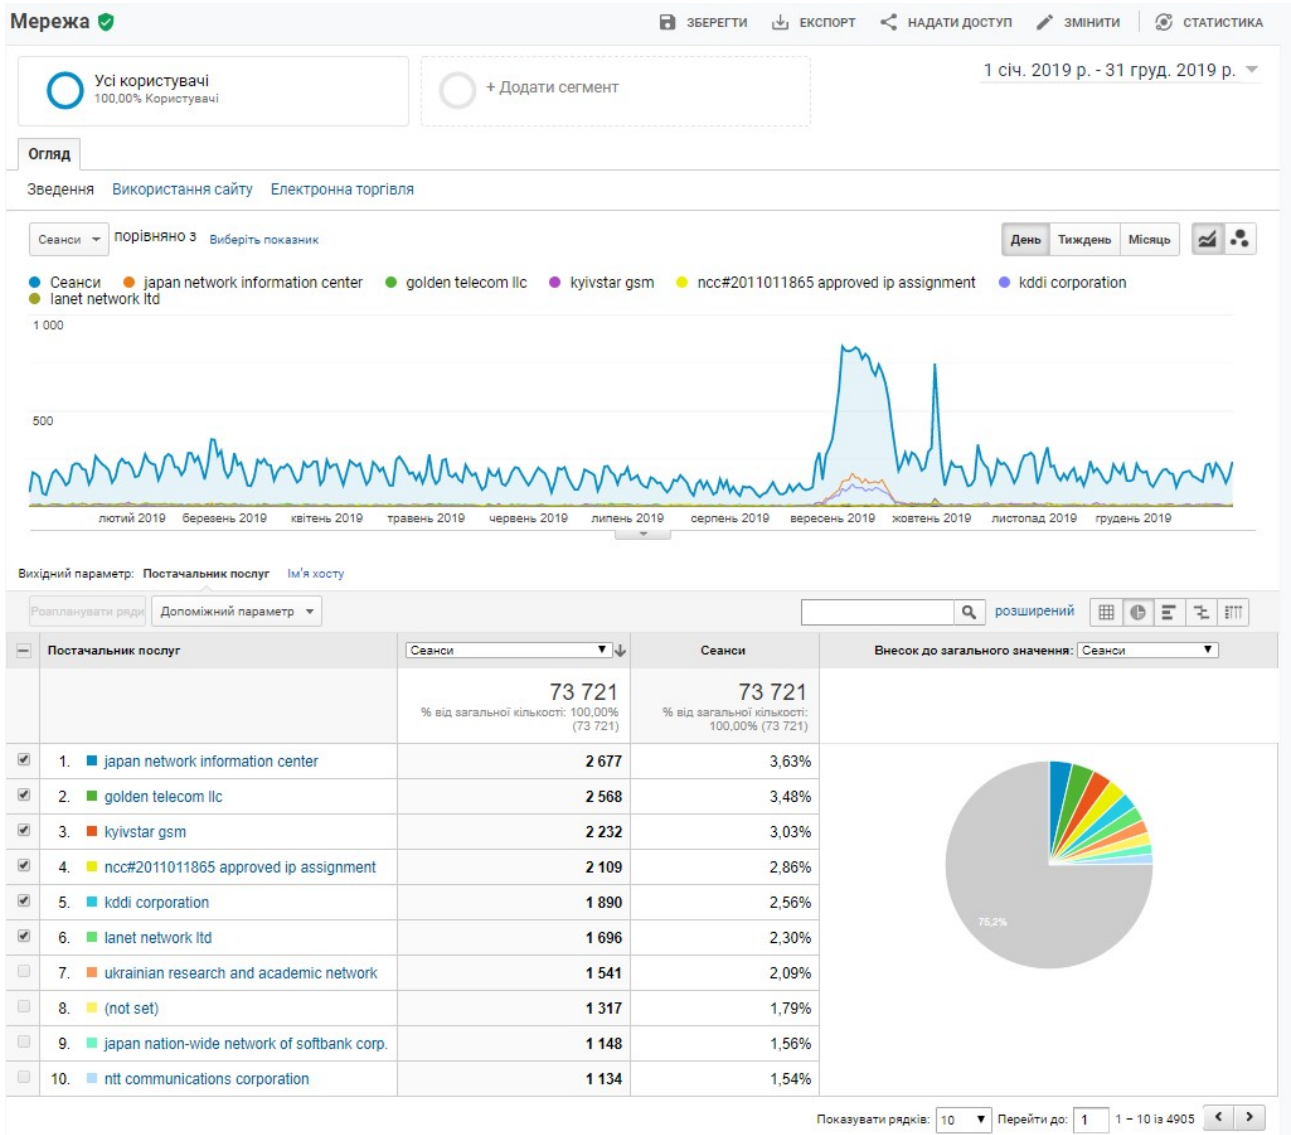 Мережа
ЗБЕРЕГТИ
ЕКСПОРТ
НАДАТИ ДОСТУП
ЗМІНИТИ
СТАТИСТИКА
Усі користувачі
100,00% Користувачі
+ Додати сегмент
1 січ. 2019 р. - 31 груд. 2019 р.
Огляд
Зведення Використання сайту Електронна торгівля
Сеанси порівняно з Виберіть показник
День Тиждень Місяць
Сеанси japan network information center golden telecom llc kyivstar gsm ncc#2011011865 approved ip assignment kddi corporation
lanet network ltd
1 000
500
лютий 2019 березень 2019 квітень 2019 травень 2019 червень 2019 липень 2019 серпень 2019 вересень 2019 жовтень 2019 листопад 2019 грудень 2019
Вихідний параметр: Постачальник послуг Ім'я хосту
Розпланувати ряди Допоміжний параметр розширений
Постачальник послуг Сеанси Сеанси Внесок до загального значення: Сеанси
73 721 73 721
% від загальної кількості: 100,00% (73 721)
% від загальної кількості: 100,00% (73 721)
1. japan network information center 2 677 3,63%
2. golden telecom llc 2 568 3,48%
3. kyivstar gsm 2 232 3,03%
4. ncc#2011011865 approved ip assignment 2 109 2,86%
5. kddi corporation 1 890 2,56%
6. lanet network ltd 1 696 2,30%
7. ukrainian research and academic network 1 541 2,09%
8. (not set) 1 317 1,79%
9. japan nation-wide network of softbank corp. 1 148 1,56%
10. ntt communications corporation 1 134 1,54%
75,2%
Показувати рядків: 10 Перейти до: 1 1 – 10 із 4905